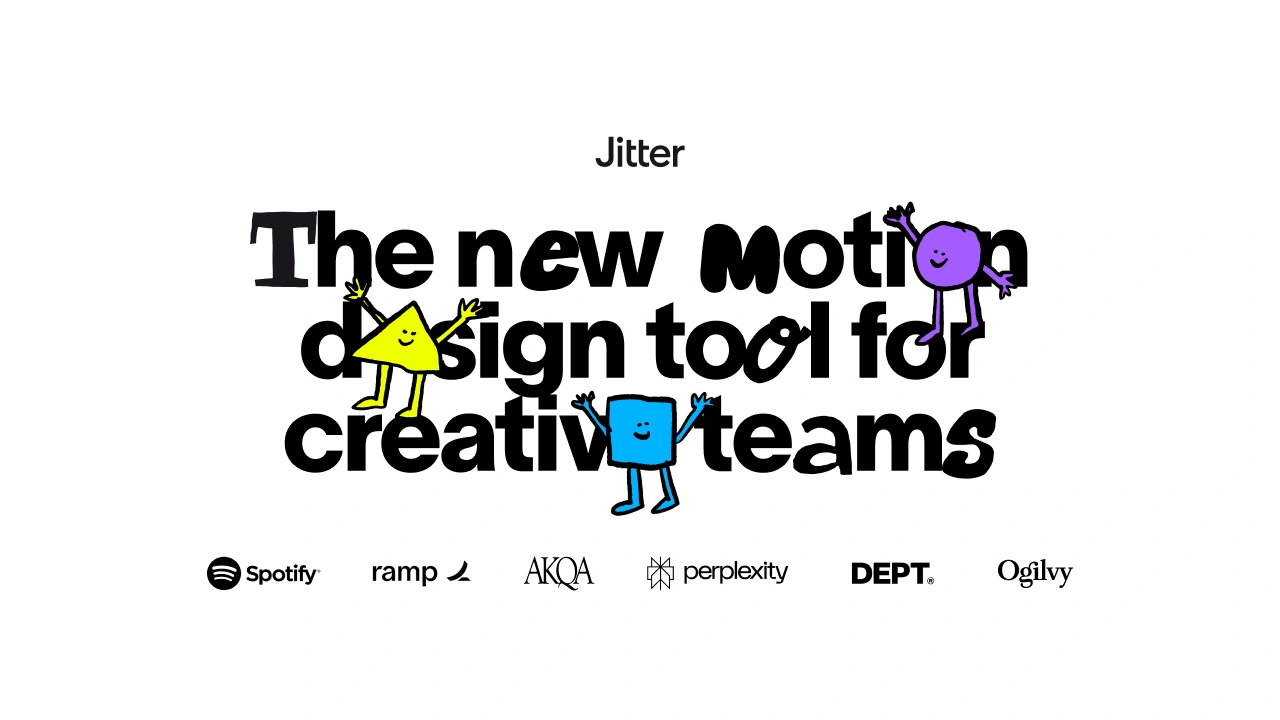 Jitter
The new motion
design tool for
creative teams
Spotify® ramp AKQA perplexity DEPT® Ogilvy